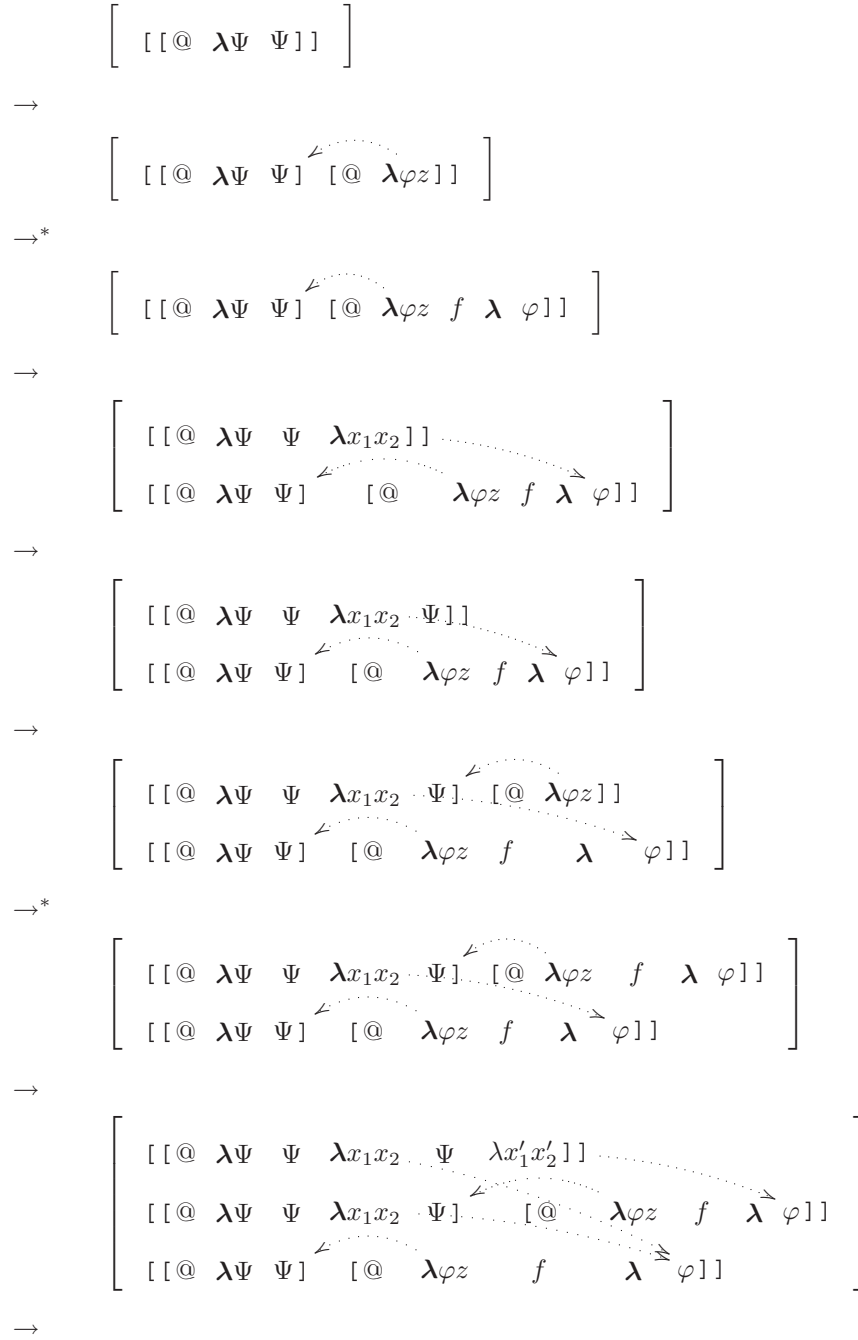 [ [ @ λΨ Ψ ] ]
→
[ [ @ λΨ Ψ ] [ @ λφz ] ]
→*
[ [ @ λΨ Ψ ] [ @ λφz f λ φ ] ]
→
[ [ @ λΨ Ψ λx₁x₂ ] ]
[ [ @ λΨ Ψ ] [ @ λφz f λ φ ] ]
→
[ [ @ λΨ Ψ λx₁x₂ Ψ ] ]
[ [ @ λΨ Ψ ] [ @ λφz f λ φ ] ]
→
[ [ @ λΨ Ψ λx₁x₂ Ψ ] [ @ λφz ] ]
[ [ @ λΨ Ψ ] [ @ λφz f λ φ ] ]
→*
[ [ @ λΨ Ψ λx₁x₂ Ψ ] [ @ λφz f λ φ ] ]
[ [ @ λΨ Ψ ] [ @ λφz f λ φ ] ]
→
[ [ @ λΨ Ψ λx₁x₂ Ψ λx′₁x′₂ ] ]
[ [ @ λΨ Ψ λx₁x₂ Ψ ] [ @ λφz f λ φ ] ]
[ [ @ λΨ Ψ ] [ @ λφz f λ φ ] ]
→